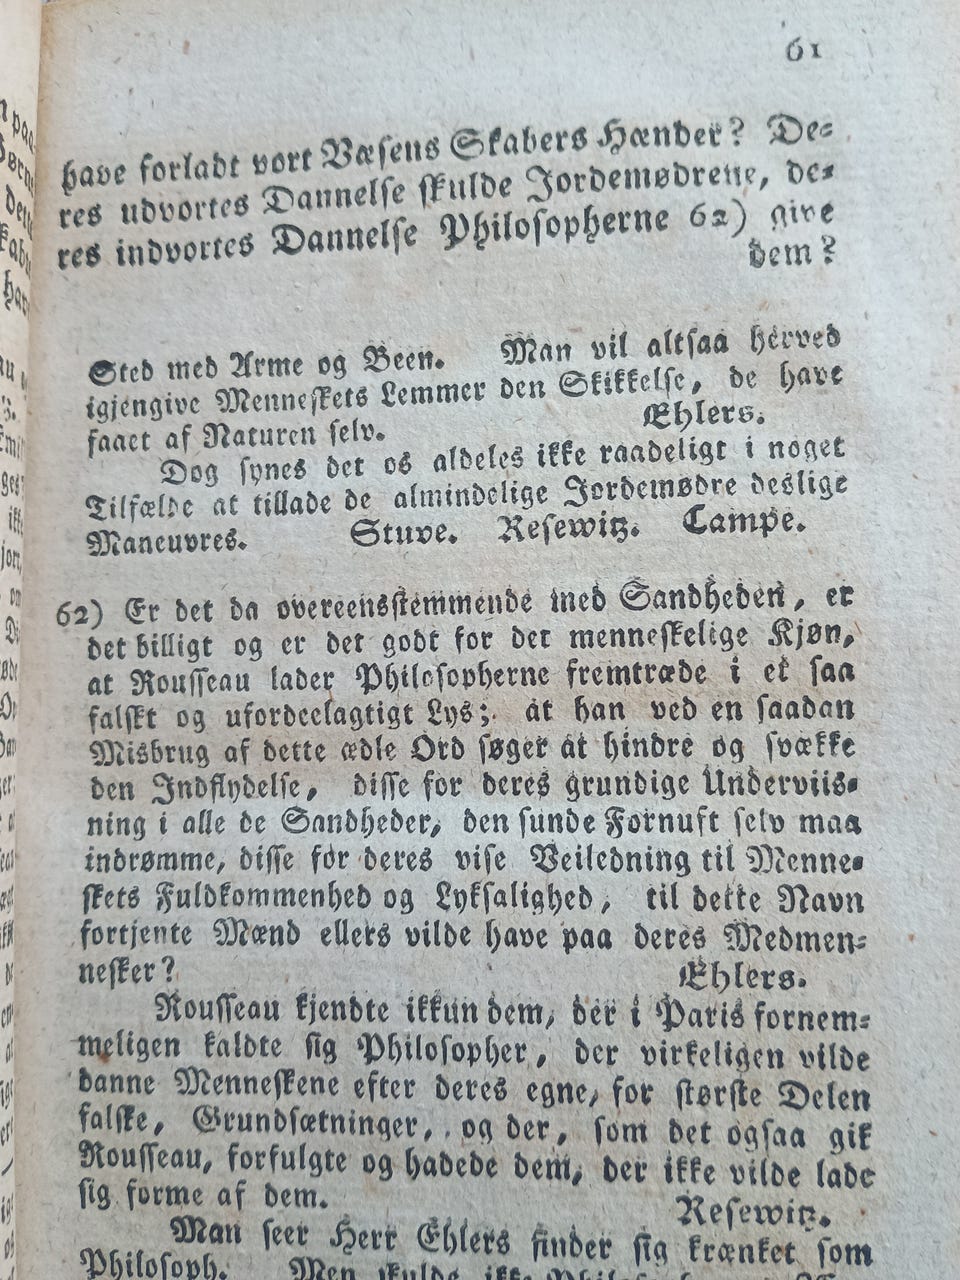 61
have forladt vort Væsens Skabers Hænder? De=
res udvortes Dannelse skulde Jordemødrene, de=
res indvortes Dannelse Philosopherne 62) give
dem?
Sted med Arme og Been. Man vil altsaa herved
igjengive Menneskets Lemmer den Skikkelse, de have
faaet af Naturen selv. Ehlers.
Dog synes det os aldeles ikke raadeligt i noget
Tilfælde at tillade de almindelige Jordemødre deslige
Maneuvres. Stuve. Resewitz. Campe.
62) Er det da overeensstemmende med Sandheden, er
det billigt og er det godt for det menneskelige Kjøn,
at Rousseau lader Philosopherne fremtræde i et saa
falskt og ufordeelagtigt Lys; at han ved en saadan
Misbrug af dette ædle Ord søger at hindre og svække
den Indflydelse, disse for deres grundige Underviis=
ning i alle de Sandheder, den sunde Fornuft selv maa
indrømme, disse for deres vise Veiledning til Menne=
skets Fuldkommenhed og Lyksalighed, til dette Navn
fortjente Mænd ellers vilde have paa deres Medmen=
nesker? Ehlers.
Rousseau kjendte ikkun dem, der i Paris fornem=
meligen kaldte sig Philosopher, der virkeligen vilde
danne Menneskene efter deres egne, for største Delen
falske, Grundsætninger, og der, som det ogsaa gik
Rousseau, forfulgte og hadede dem, der ikke vilde lade
sig forme af dem. Resewitz.
Man seer Herr Ehlers finder sig krænket som
Philosoph. Men skulde ikke